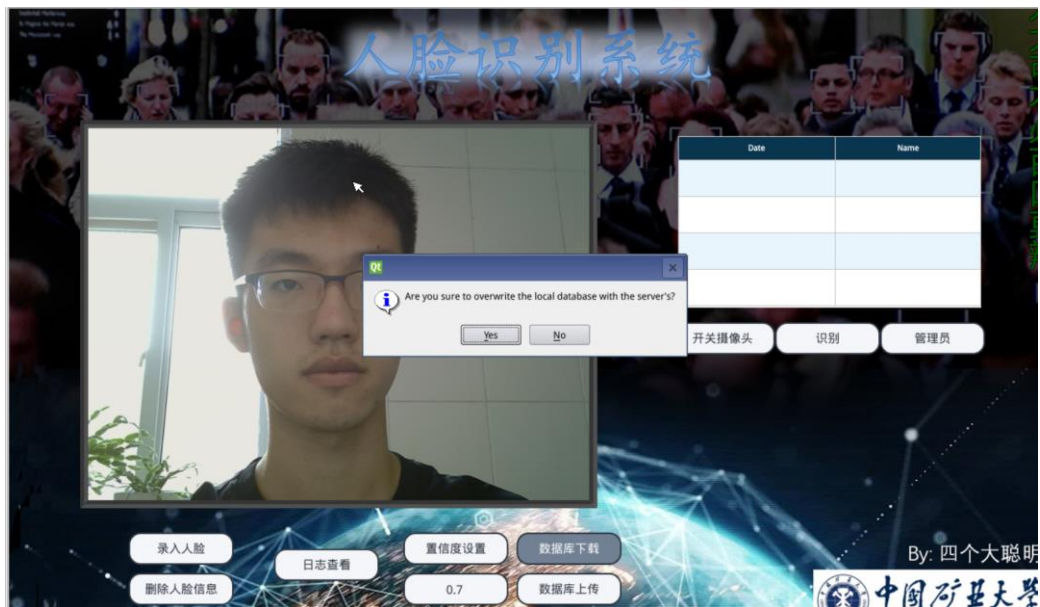 人脸识别系统
Date Name
Qt
Are you sure to overwrite the local database with the server's?
Yes No
开关摄像头 识别 管理员
录入人脸 日志查看 置信度设置 数据库下载
删除人脸信息 0.7 数据库上传
By: 四个大聪明
中国矿业大学